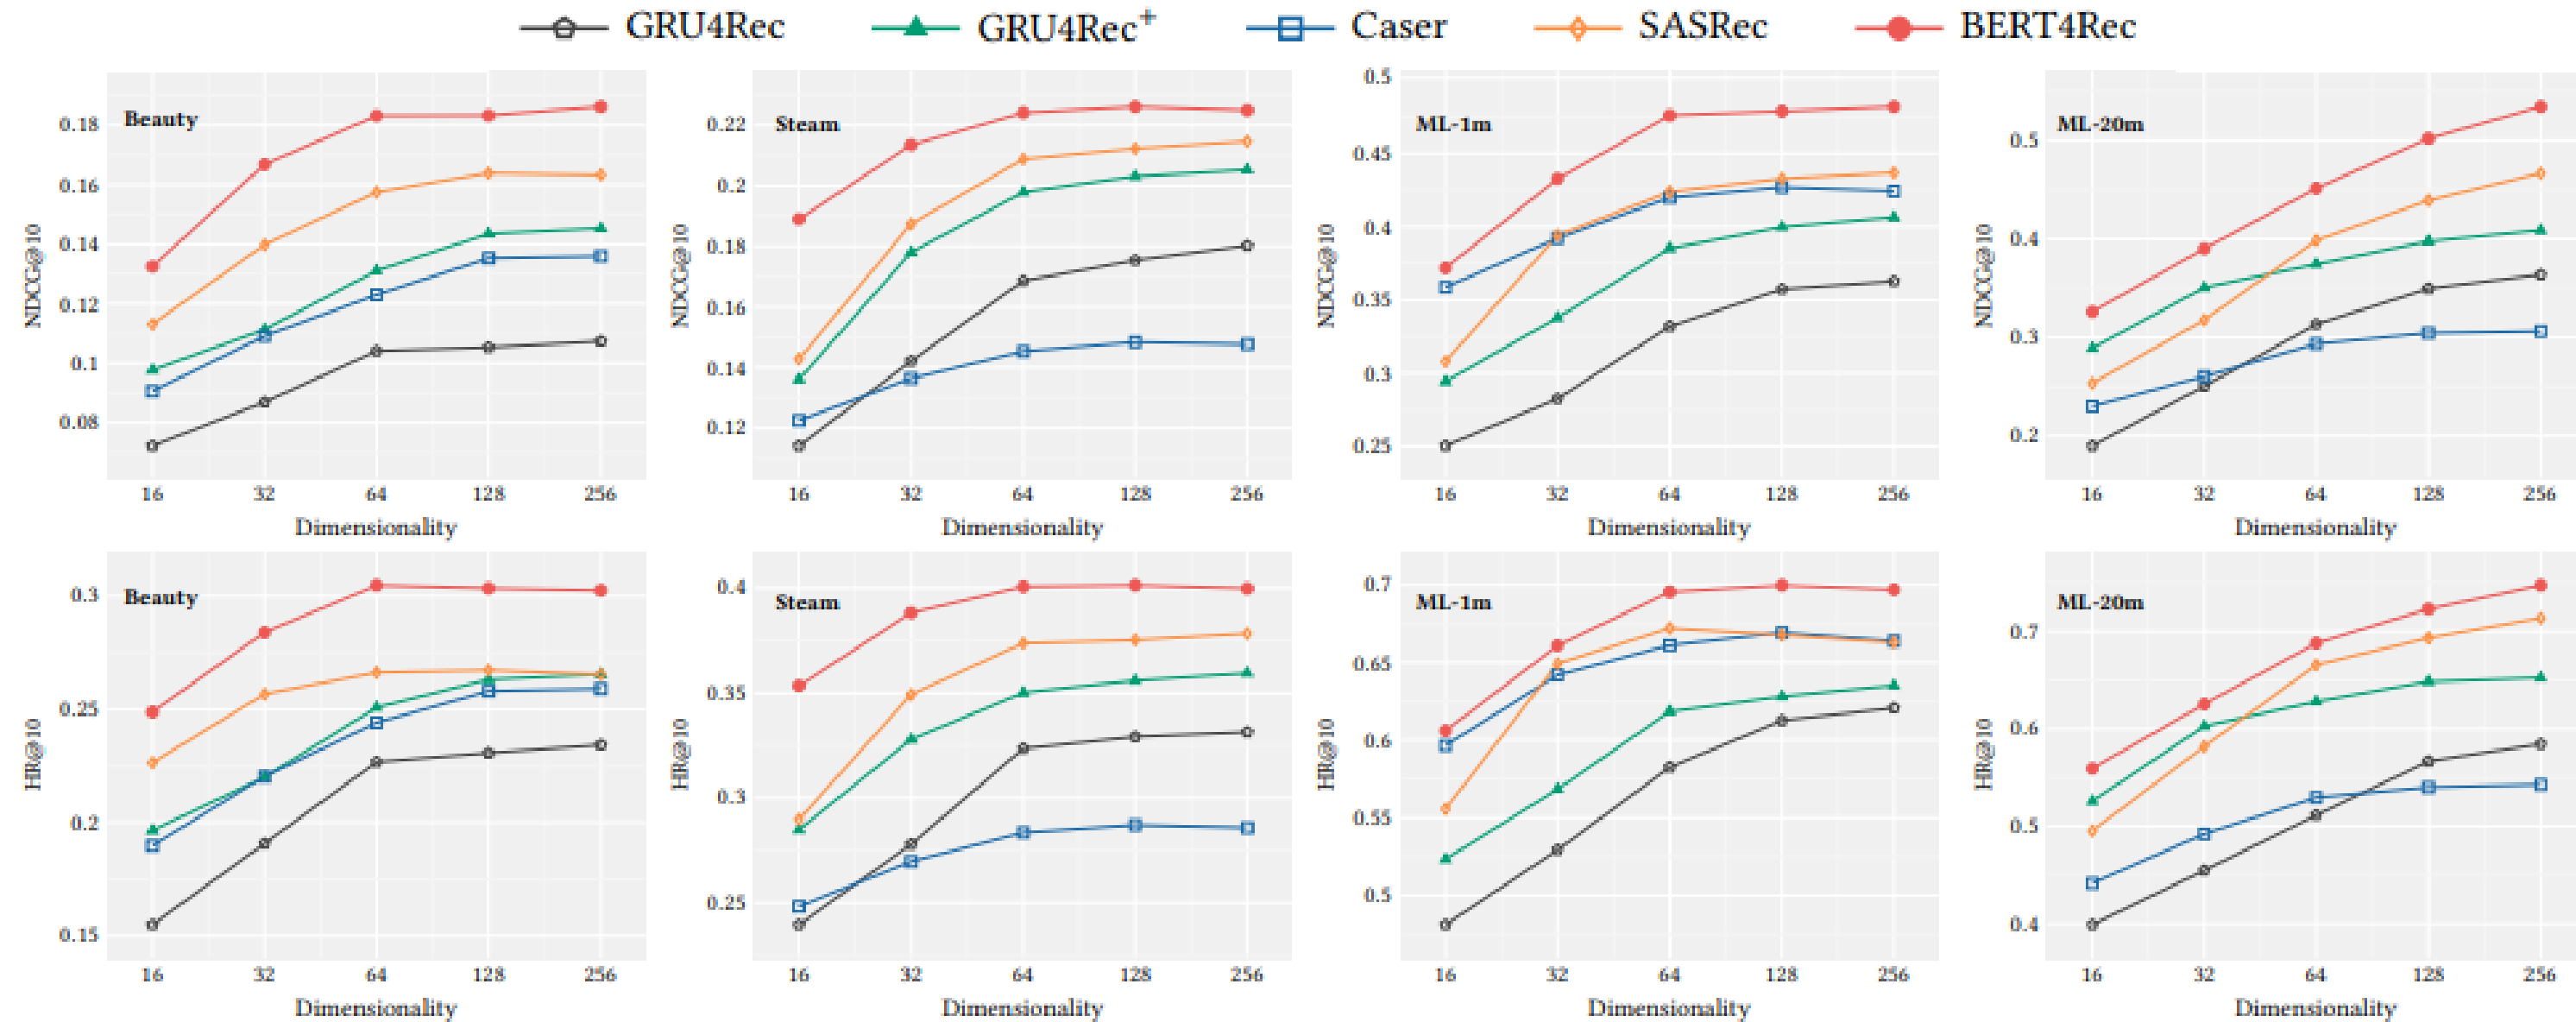 GRU4Rec GRU4Rec+ Caser SASRec BERT4Rec
Beauty
NDCG@10
0.18
0.16
0.14
0.12
0.1
0.08
16 32 64 128 256
Dimensionality
Steam
NDCG@10
0.22
0.2
0.18
0.16
0.14
0.12
16 32 64 128 256
Dimensionality
ML-1m
NDCG@10
0.5
0.45
0.4
0.35
0.3
0.25
16 32 64 128 256
Dimensionality
ML-20m
NDCG@10
0.5
0.4
0.3
0.2
16 32 64 128 256
Dimensionality
Beauty
HR@10
0.3
0.25
0.2
0.15
16 32 64 128 256
Dimensionality
Steam
HR@10
0.4
0.35
0.3
0.25
16 32 64 128 256
Dimensionality
ML-1m
HR@10
0.7
0.65
0.6
0.55
0.5
16 32 64 128 256
Dimensionality
ML-20m
HR@10
0.7
0.6
0.5
0.4
16 32 64 128 256
Dimensionality